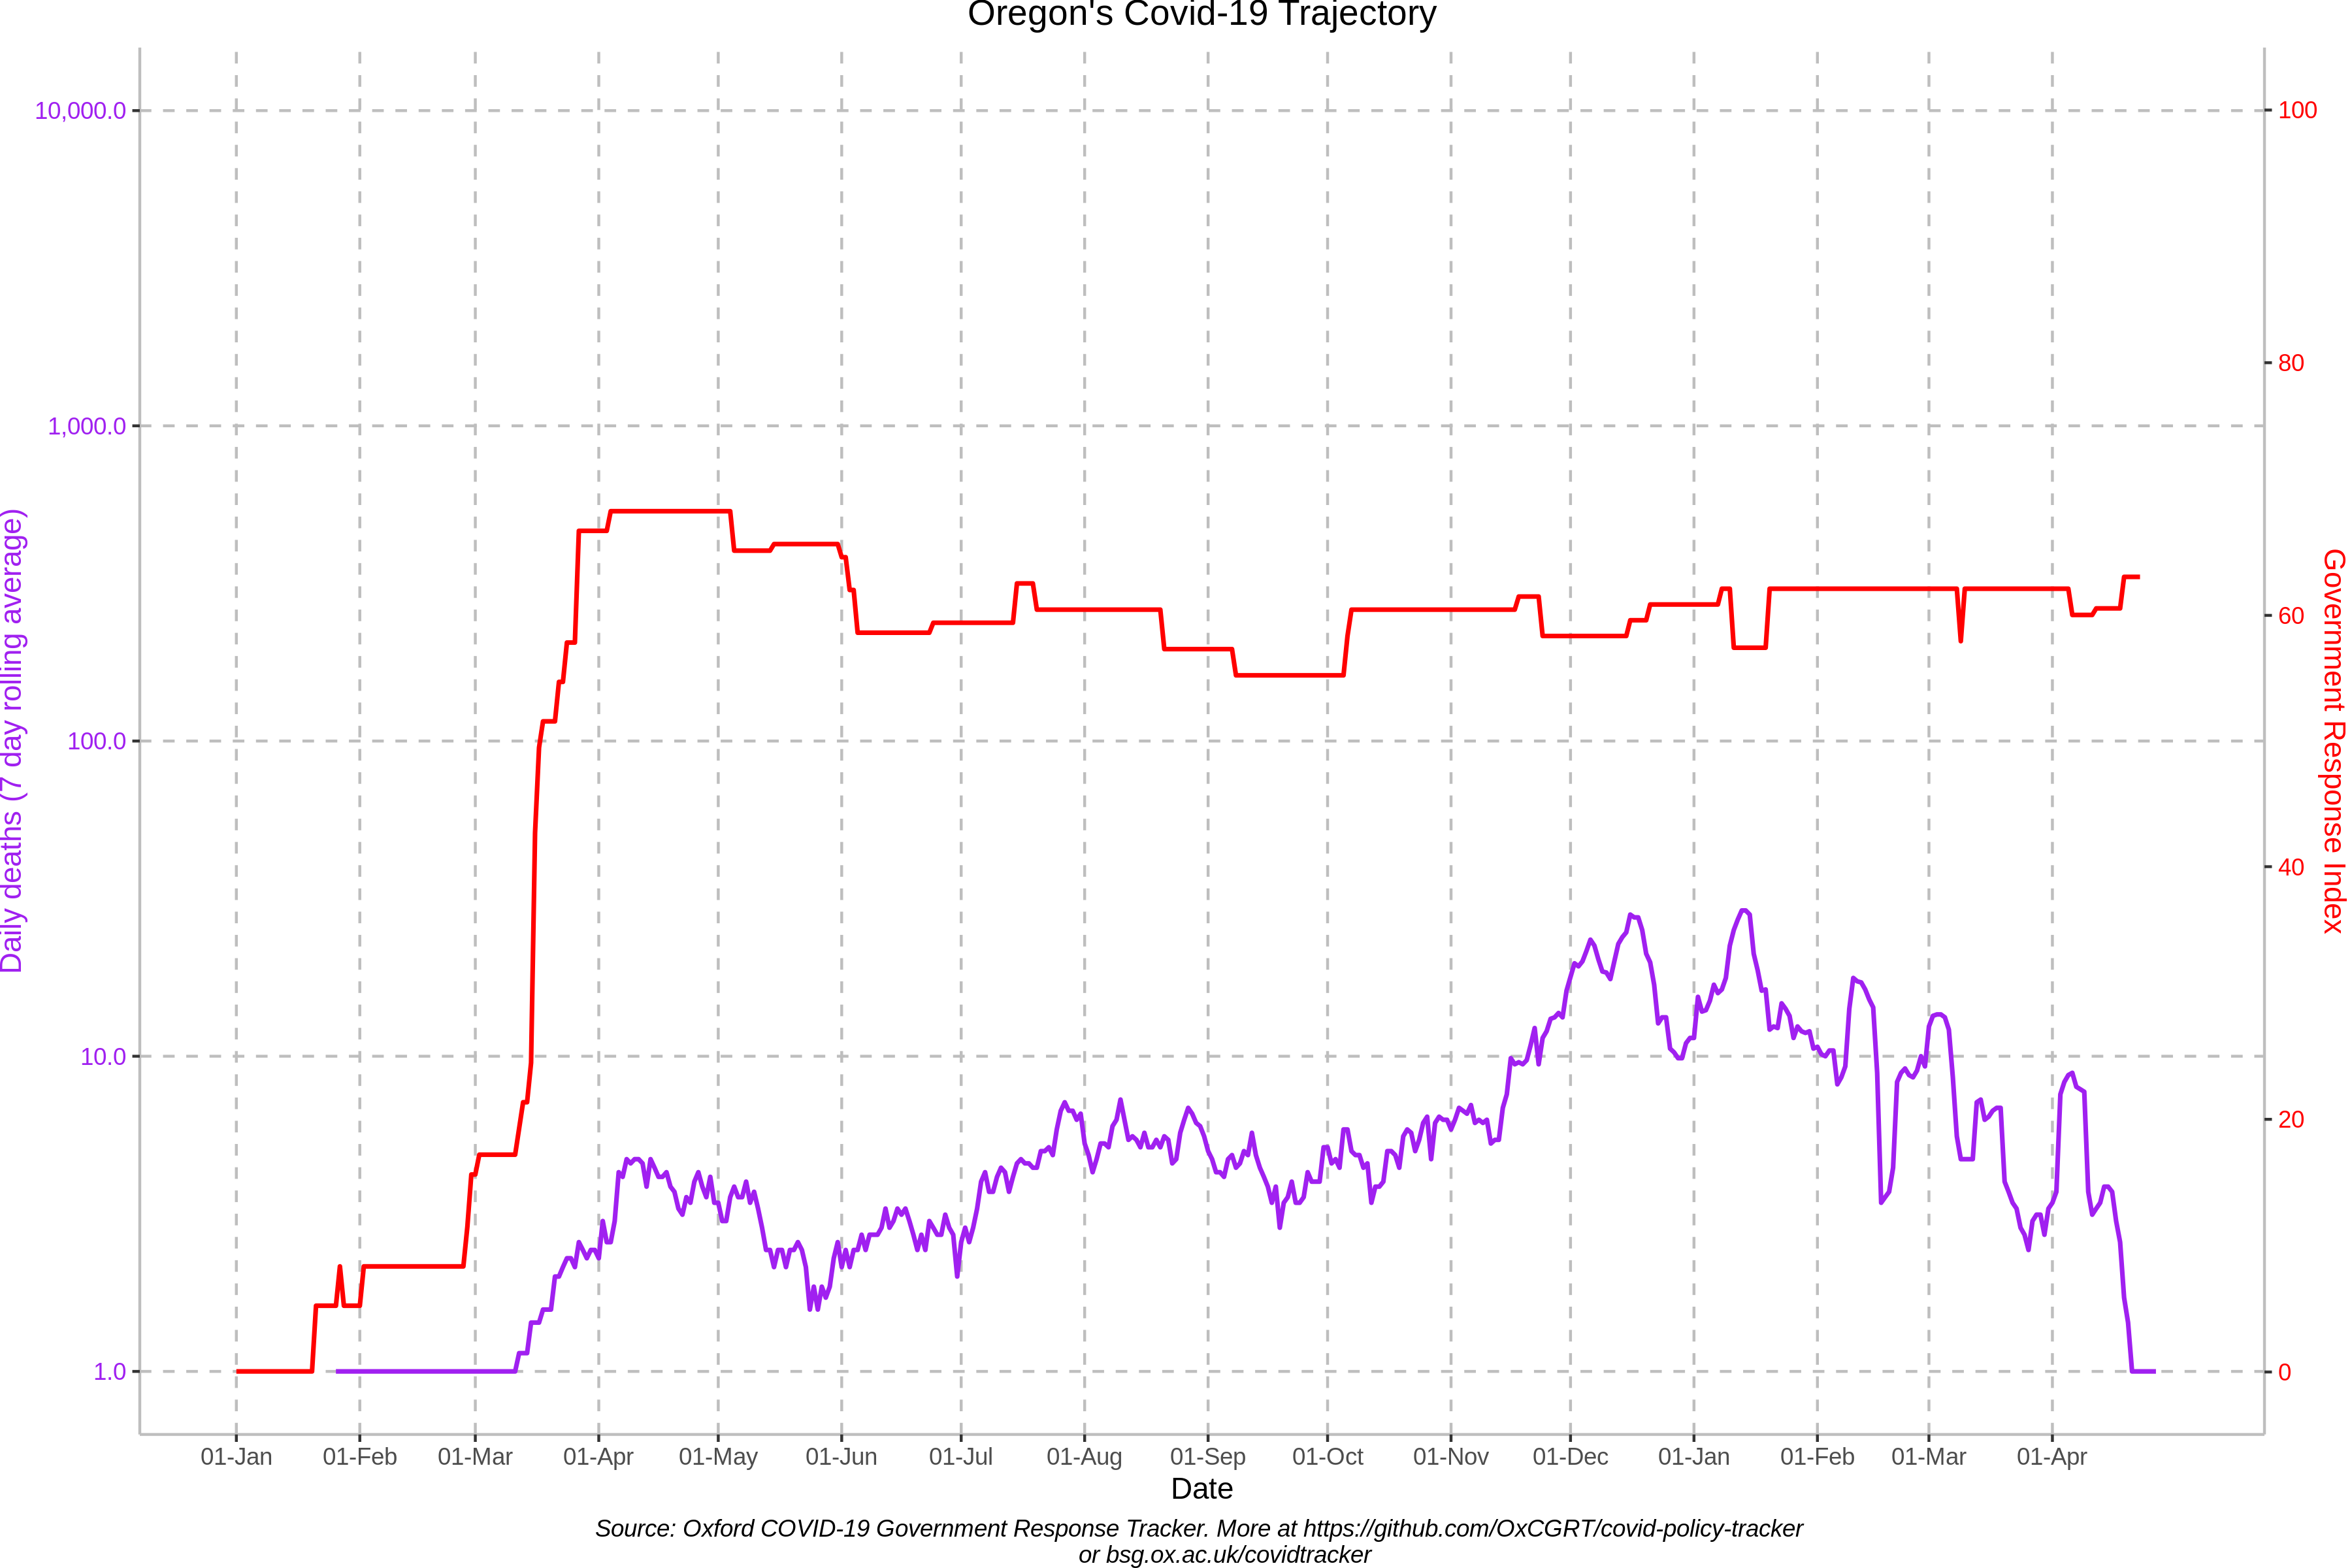 Oregon's Covid-19 Trajectory
10,000.0
1,000.0
100.0
10.0
1.0
Daily deaths (7 day rolling average)
100
80
60
40
20
0
Government Response Index
01-Jan 01-Feb 01-Mar 01-Apr 01-May 01-Jun 01-Jul 01-Aug 01-Sep 01-Oct 01-Nov 01-Dec 01-Jan 01-Feb 01-Mar 01-Apr
Date
Source: Oxford COVID-19 Government Response Tracker. More at https://github.com/OxCGRT/covid-policy-tracker
or bsg.ox.ac.uk/covidtracker